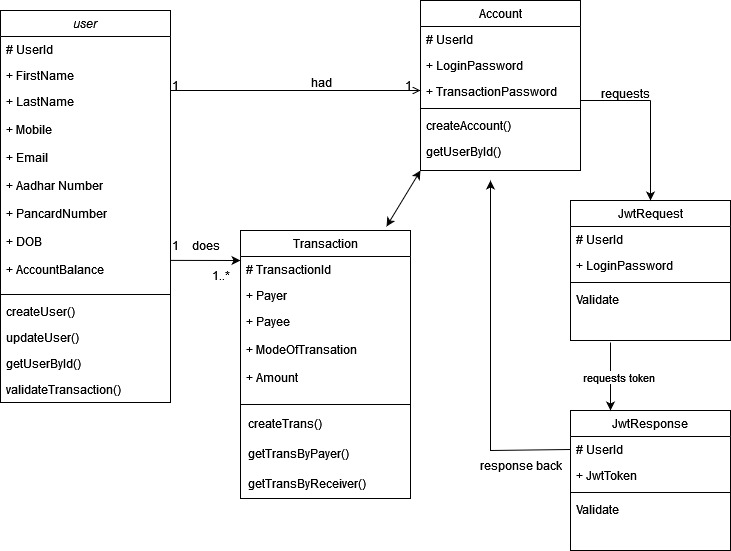 user
# UserId
+ FirstName
+ LastName
+ Mobile
+ Email
+ Aadhar Number
+ PancardNumber
+ DOB
+ AccountBalance
createUser()
updateUser()
getUserById()
validateTransaction()
1
had
1
1
does
1..*
Account
# UserId
+ LoginPassword
+ TransactionPassword
createAccount()
getUserById()
requests
Transaction
# TransactionId
+ Payer
+ Payee
+ ModeOfTransation
+ Amount
createTrans()
getTransByPayer()
getTransByReceiver()
JwtRequest
# UserId
+ LoginPassword
Validate
requests token
JwtResponse
# UserId
+ JwtToken
Validate
response back